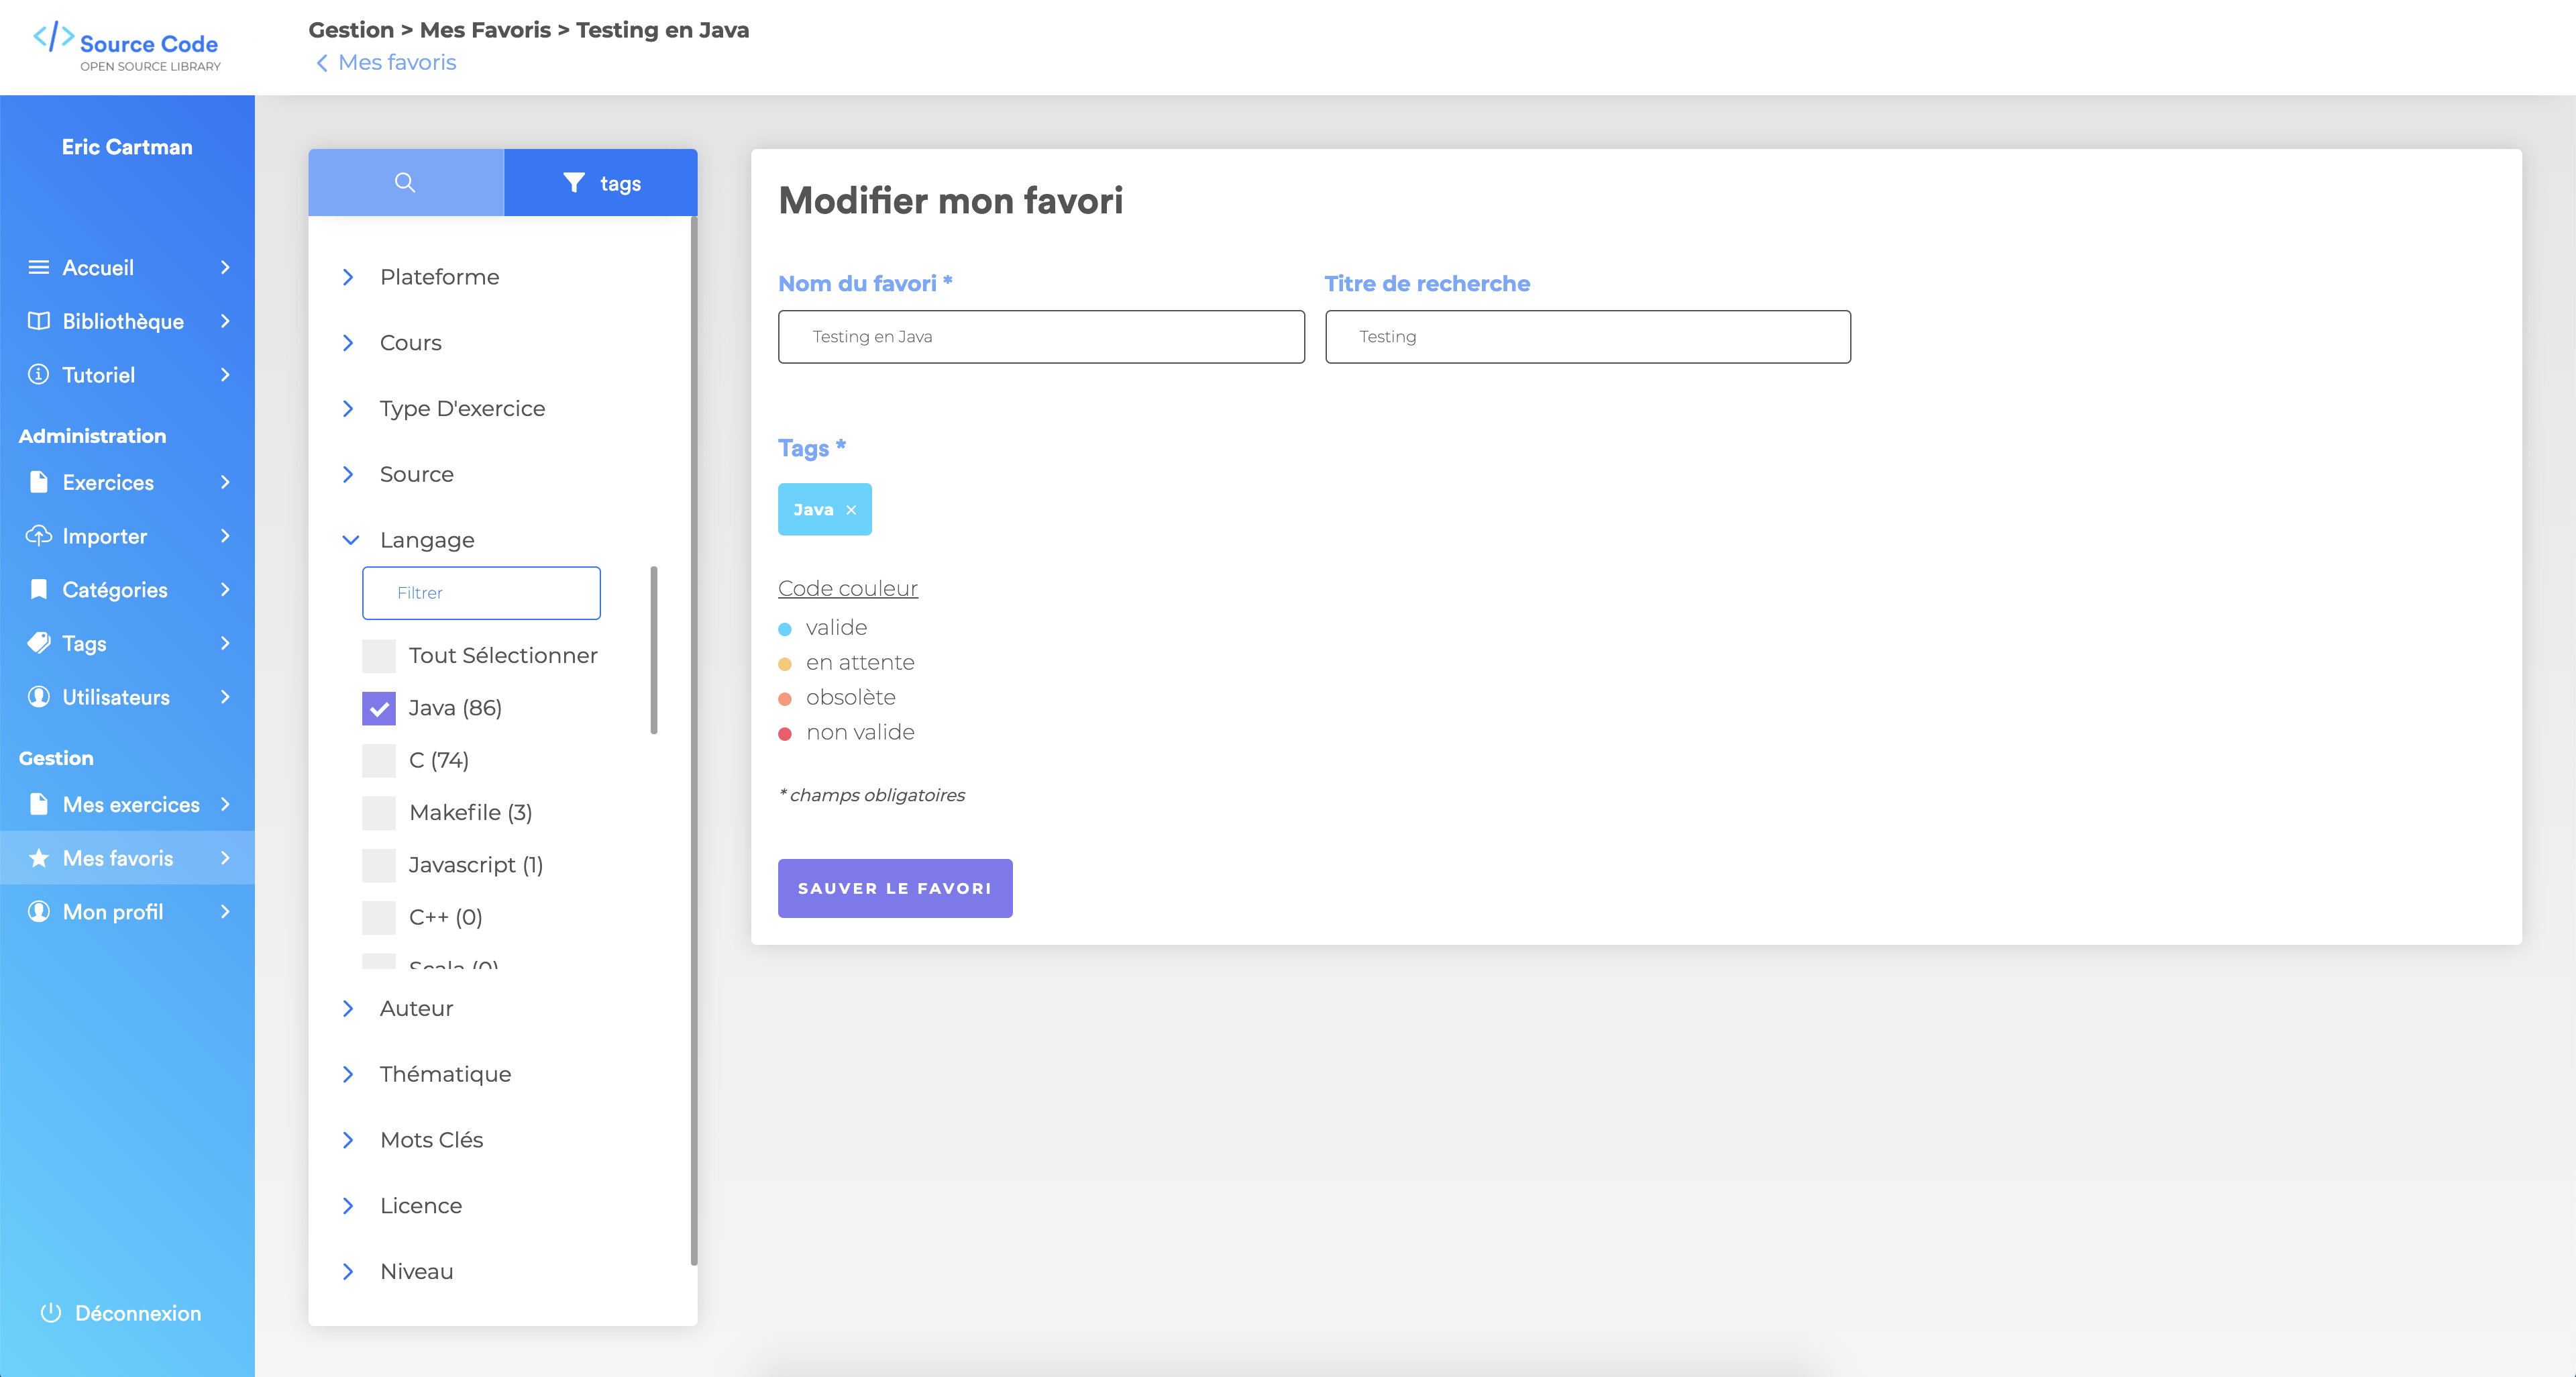 </> Source Code
OPEN SOURCE LIBRARY
Gestion > Mes Favoris > Testing en Java
Mes favoris
Eric Cartman
Accueil
Bibliothèque
Tutoriel
Administration
Exercices
Importer
Catégories
Tags
Utilisateurs
Gestion
Mes exercices
Mes favoris
Mon profil
Déconnexion
tags
Plateforme
Cours
Type D'exercice
Source
Langage
Filtrer
Tout Sélectionner
Java (86)
C (74)
Makefile (3)
Javascript (1)
C++ (0)
Scala (0)
Auteur
Thématique
Mots Clés
Licence
Niveau
Modifier mon favori
Nom du favori *
Testing en Java
Titre de recherche
Testing
Tags *
Java ×
Code couleur
valide
en attente
obsolète
non valide
* champs obligatoires
SAUVER LE FAVORI